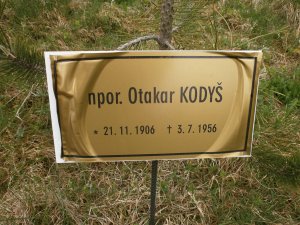 npor. Otakar KODYŠ
* 21. 11. 1906 † 3. 7. 1956